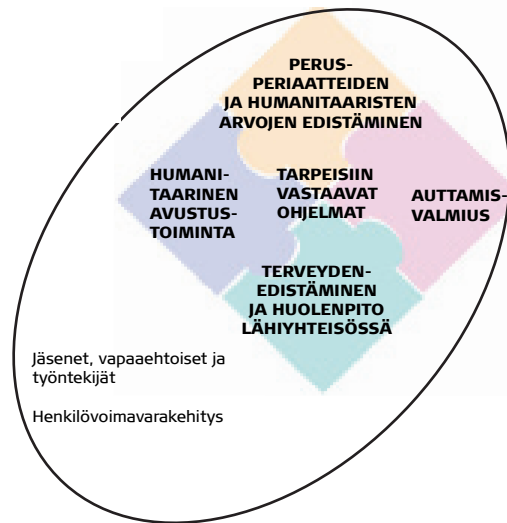 PERUS-
PERIAATTEIDEN
JA HUMANITAARISTEN
ARVOJEN EDISTÄMINEN
HUMANI-
TAARINEN
AVUSTUS-
TOIMINTA
TARPEISIIN
VASTAAVAT
OHJELMAT
AUTTAMIS-
VALMIUS
TERVEYDEN-
EDISTÄMINEN
JA HUOLENPITO
LÄHIYHTEISÖSSÄ
Jäsenet, vapaaehtoiset ja
työntekijät
Henkilövoimavarakehitys